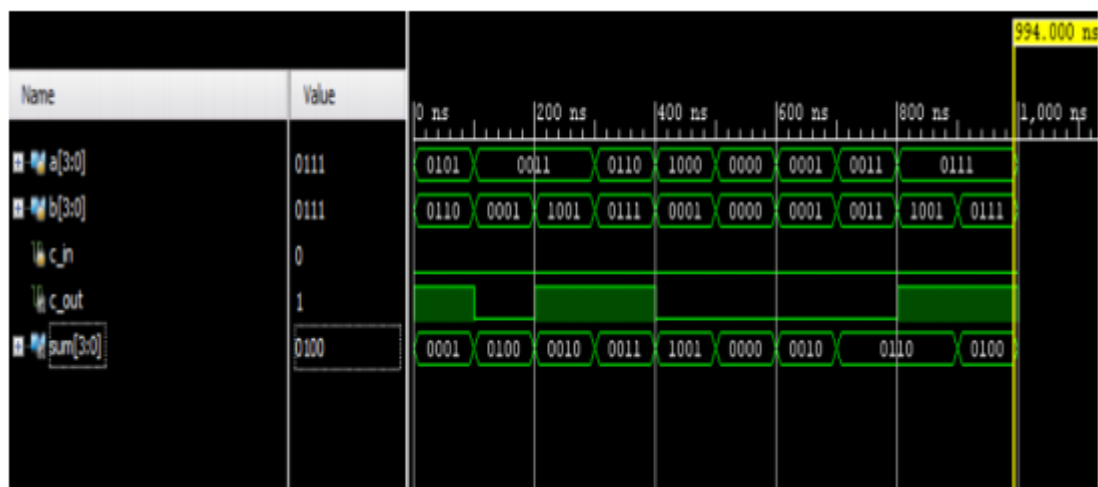 994.000 ns
Name Value
0 ns 200 ns 400 ns 600 ns 800 ns 1,000 ns
a[3:0] 0111 0101 0011 0110 1000 0000 0001 0011 0111
b[3:0] 0111 0110 0001 1001 0111 0001 0000 0001 0011 1001 0111
c_in 0
c_out 1
sum[3:0] 0100 0001 0100 0010 0011 1001 0000 0010 0110 0100